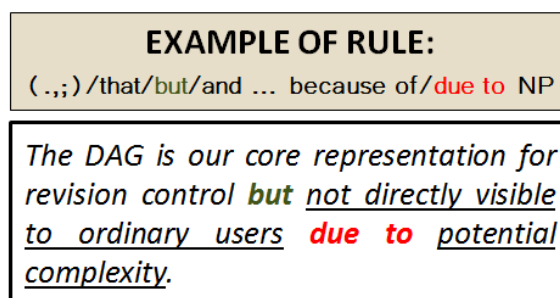 EXAMPLE OF RULE:
(.,;)/that/but/and ... because of/due to NP
The DAG is our core representation for
revision control but not directly visible
to ordinary users due to potential
complexity.